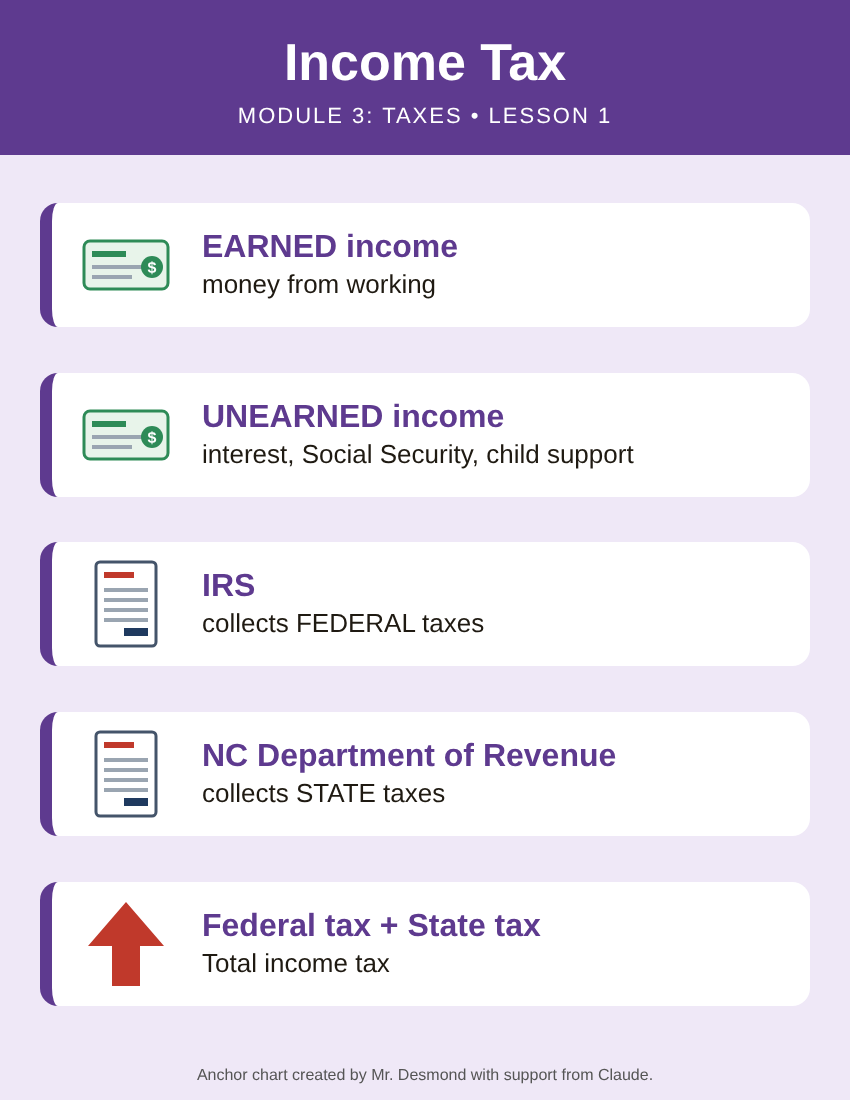 Income Tax
MODULE 3: TAXES • LESSON 1
$
EARNED income
money from working
$
UNEARNED income
interest, Social Security, child support
IRS
collects FEDERAL taxes
NC Department of Revenue
collects STATE taxes
Federal tax + State tax
Total income tax
Anchor chart created by Mr. Desmond with support from Claude.